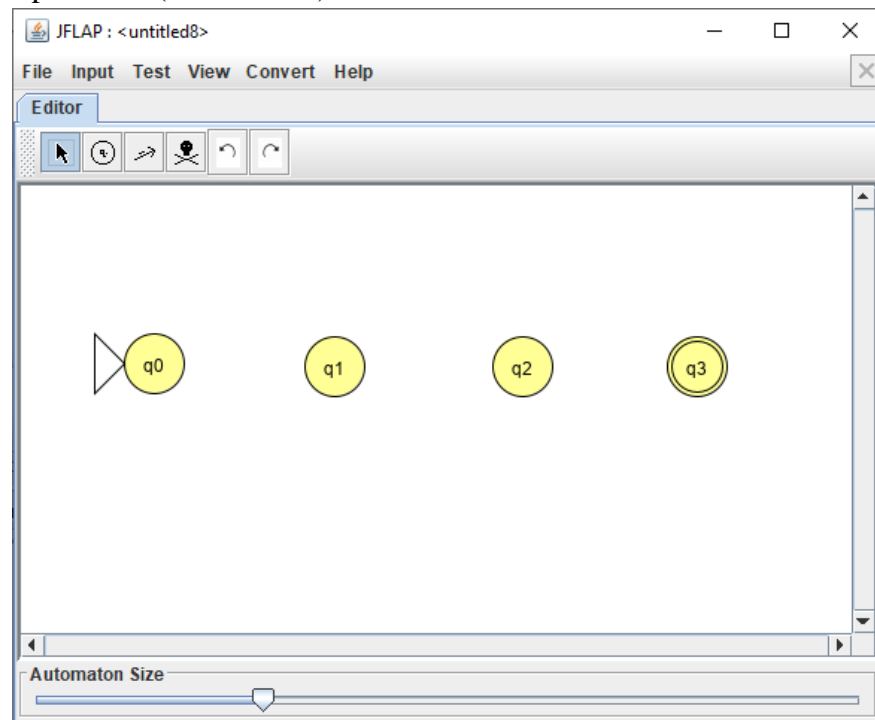 JFLAP : <untitled8>
File Input Test View Convert Help
Editor
q0 q1 q2 q3
Automaton Size